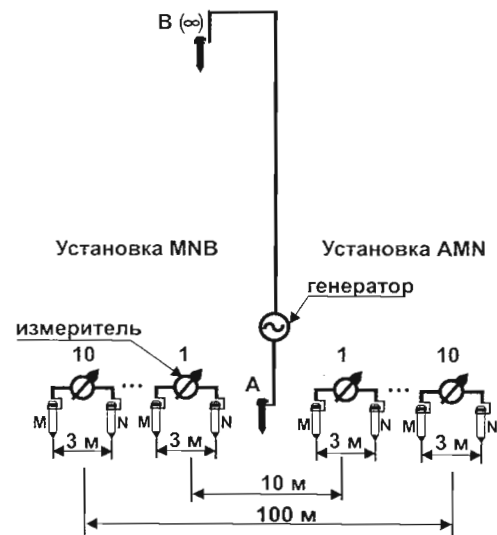 В (∞)
Установка MNB
Установка AMN
генератор
измеритель
10
1
1
10
...
А
...
M
N
M
N
M
N
M
N
3 м
3 м
3 м
3 м
10 м
100 м